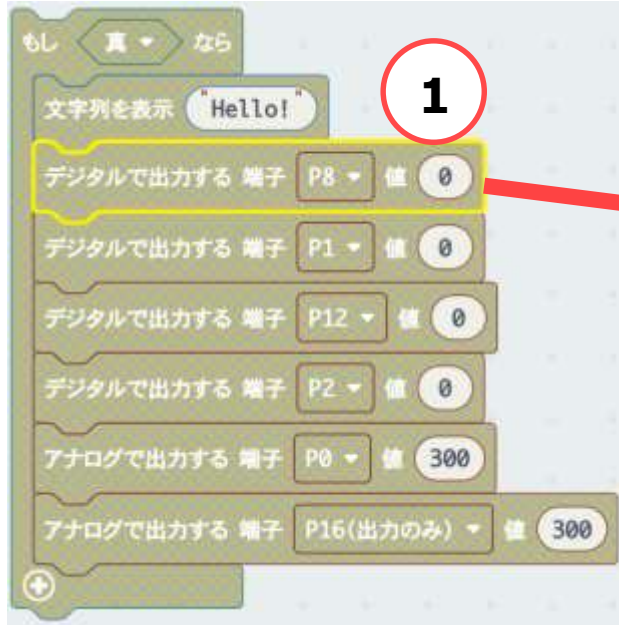 もし 真 なら
文字列を表示 "Hello!"
1
デジタルで出力する 端子 P8 値 0
デジタルで出力する 端子 P1 値 0
デジタルで出力する 端子 P12 値 0
デジタルで出力する 端子 P2 値 0
アナログで出力する 端子 P0 値 300
アナログで出力する 端子 P16(出力のみ) 値 300